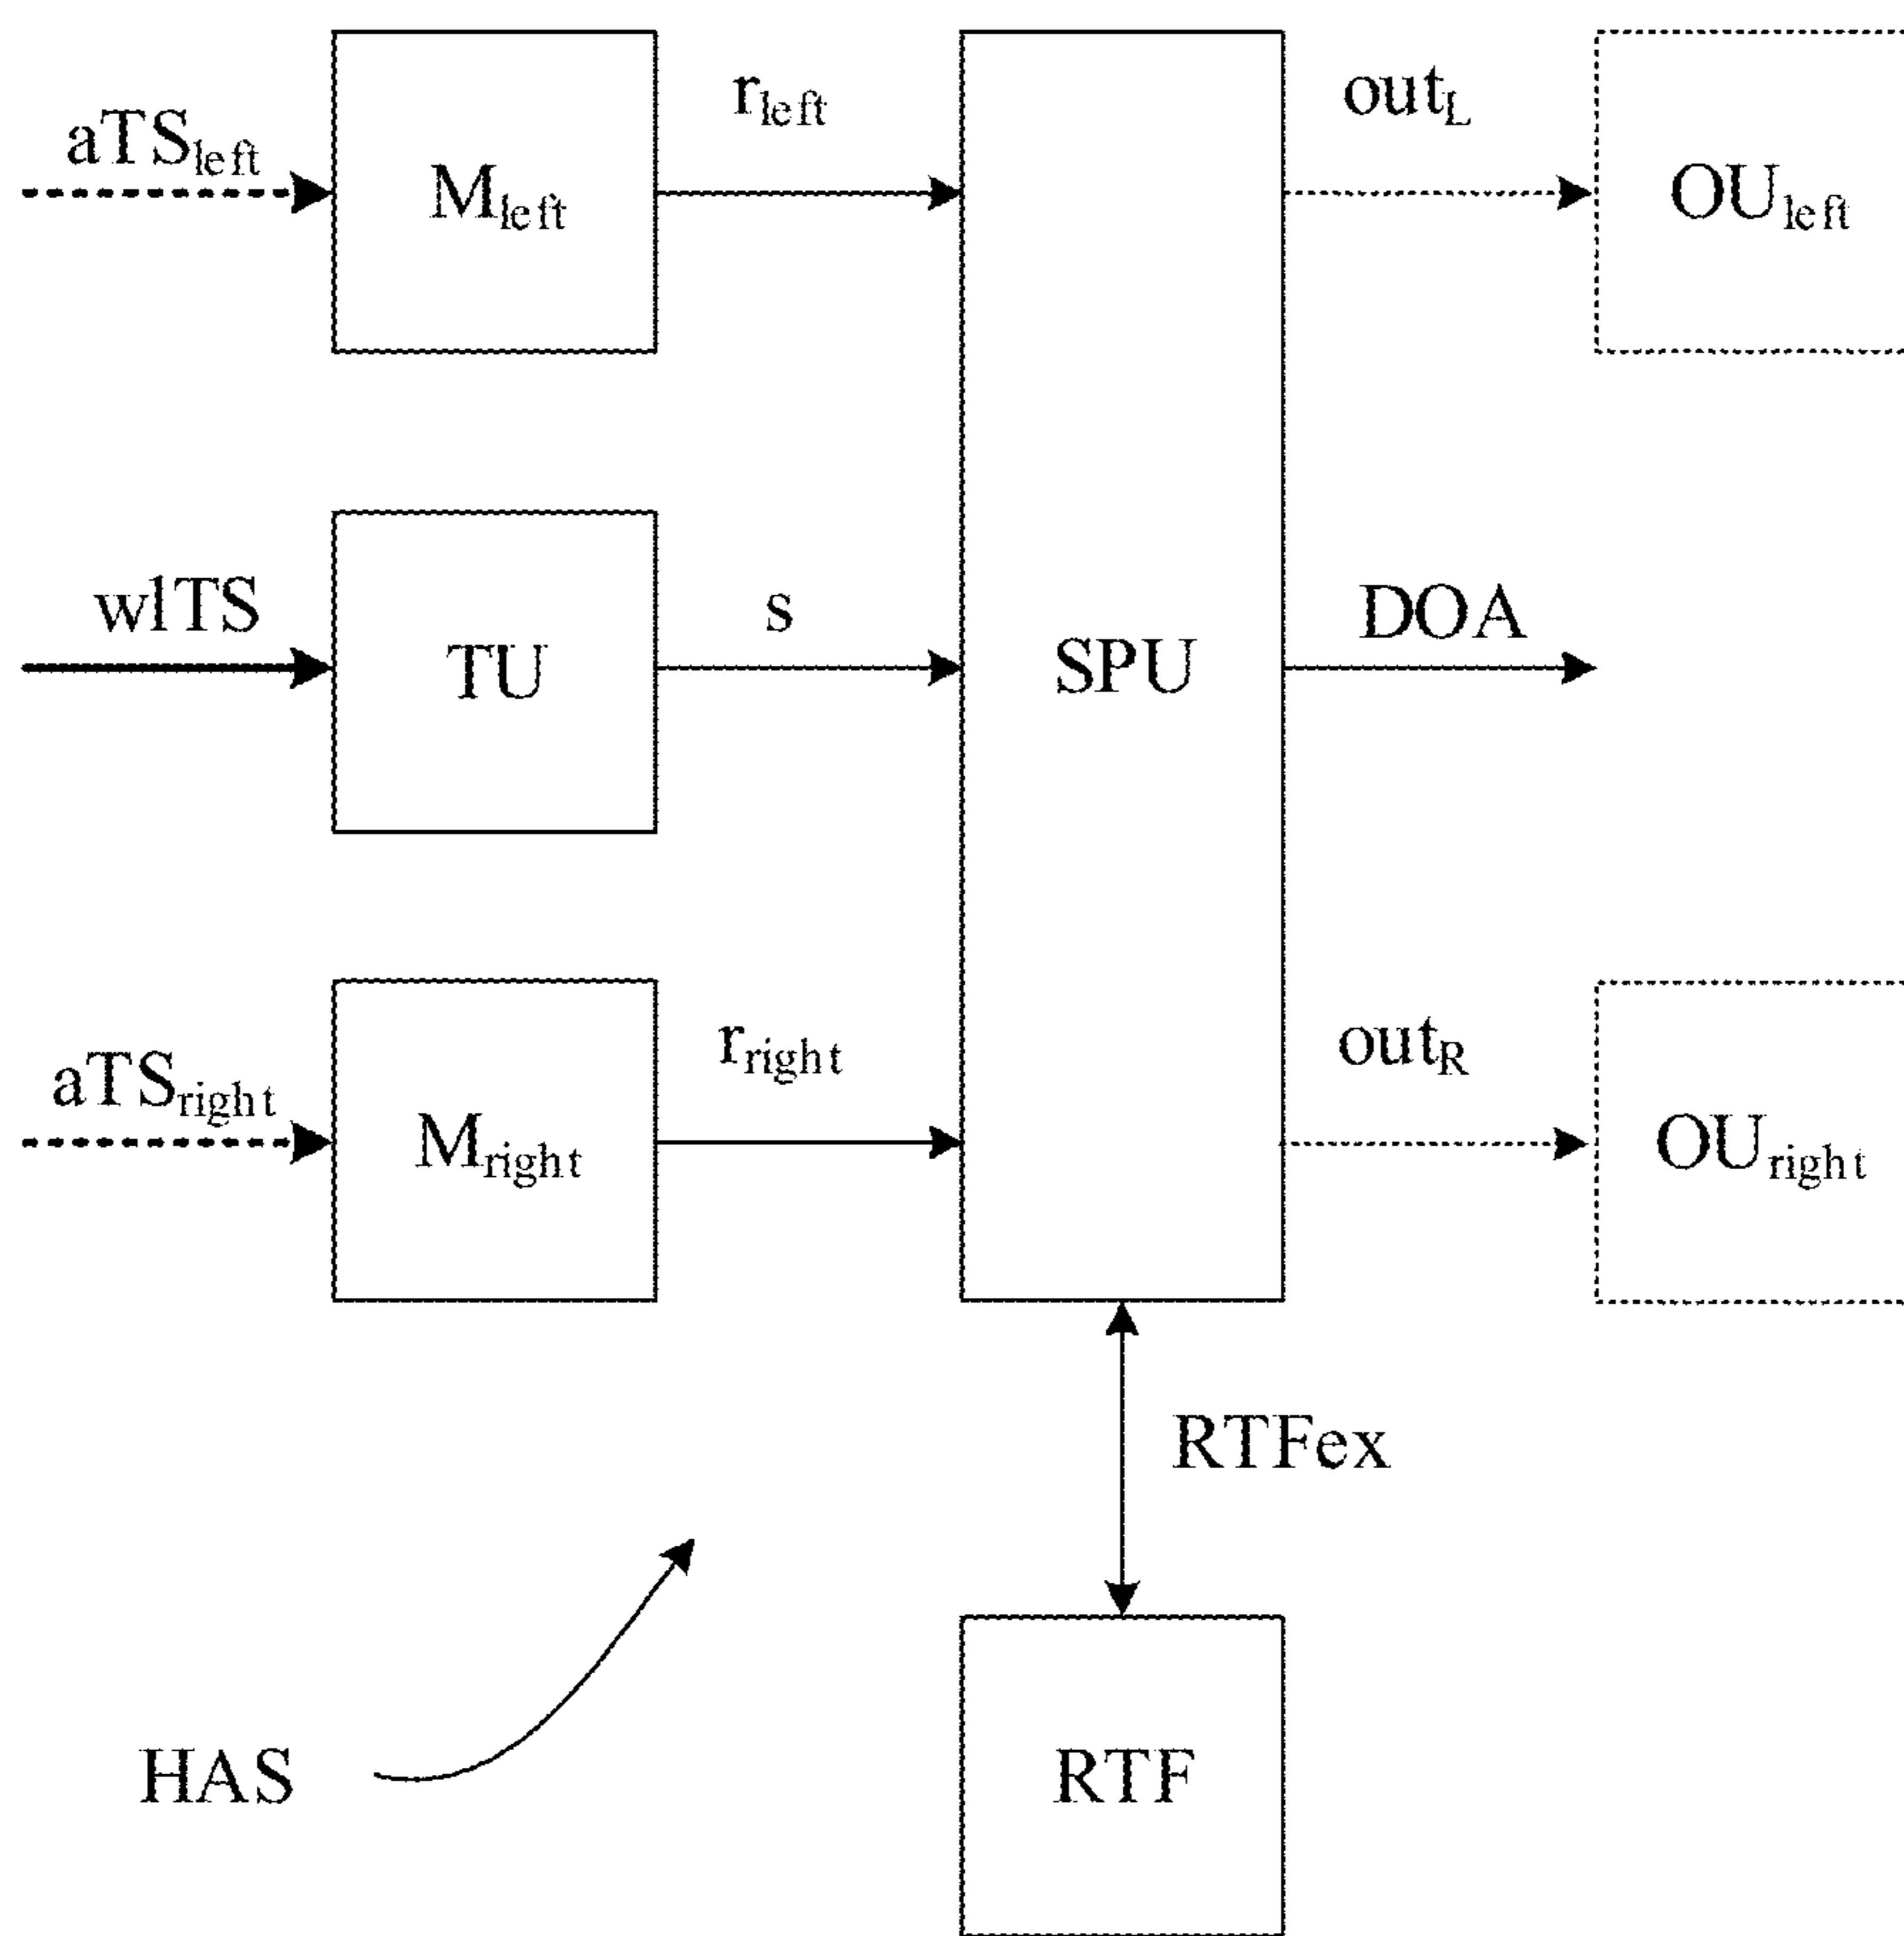 aTSleft
Mleft
rleft
outL
OUleft
wlTS
TU
s
SPU
DOA
aTSright
Mright
rright
outR
OUright
RTFex
HAS
RTF